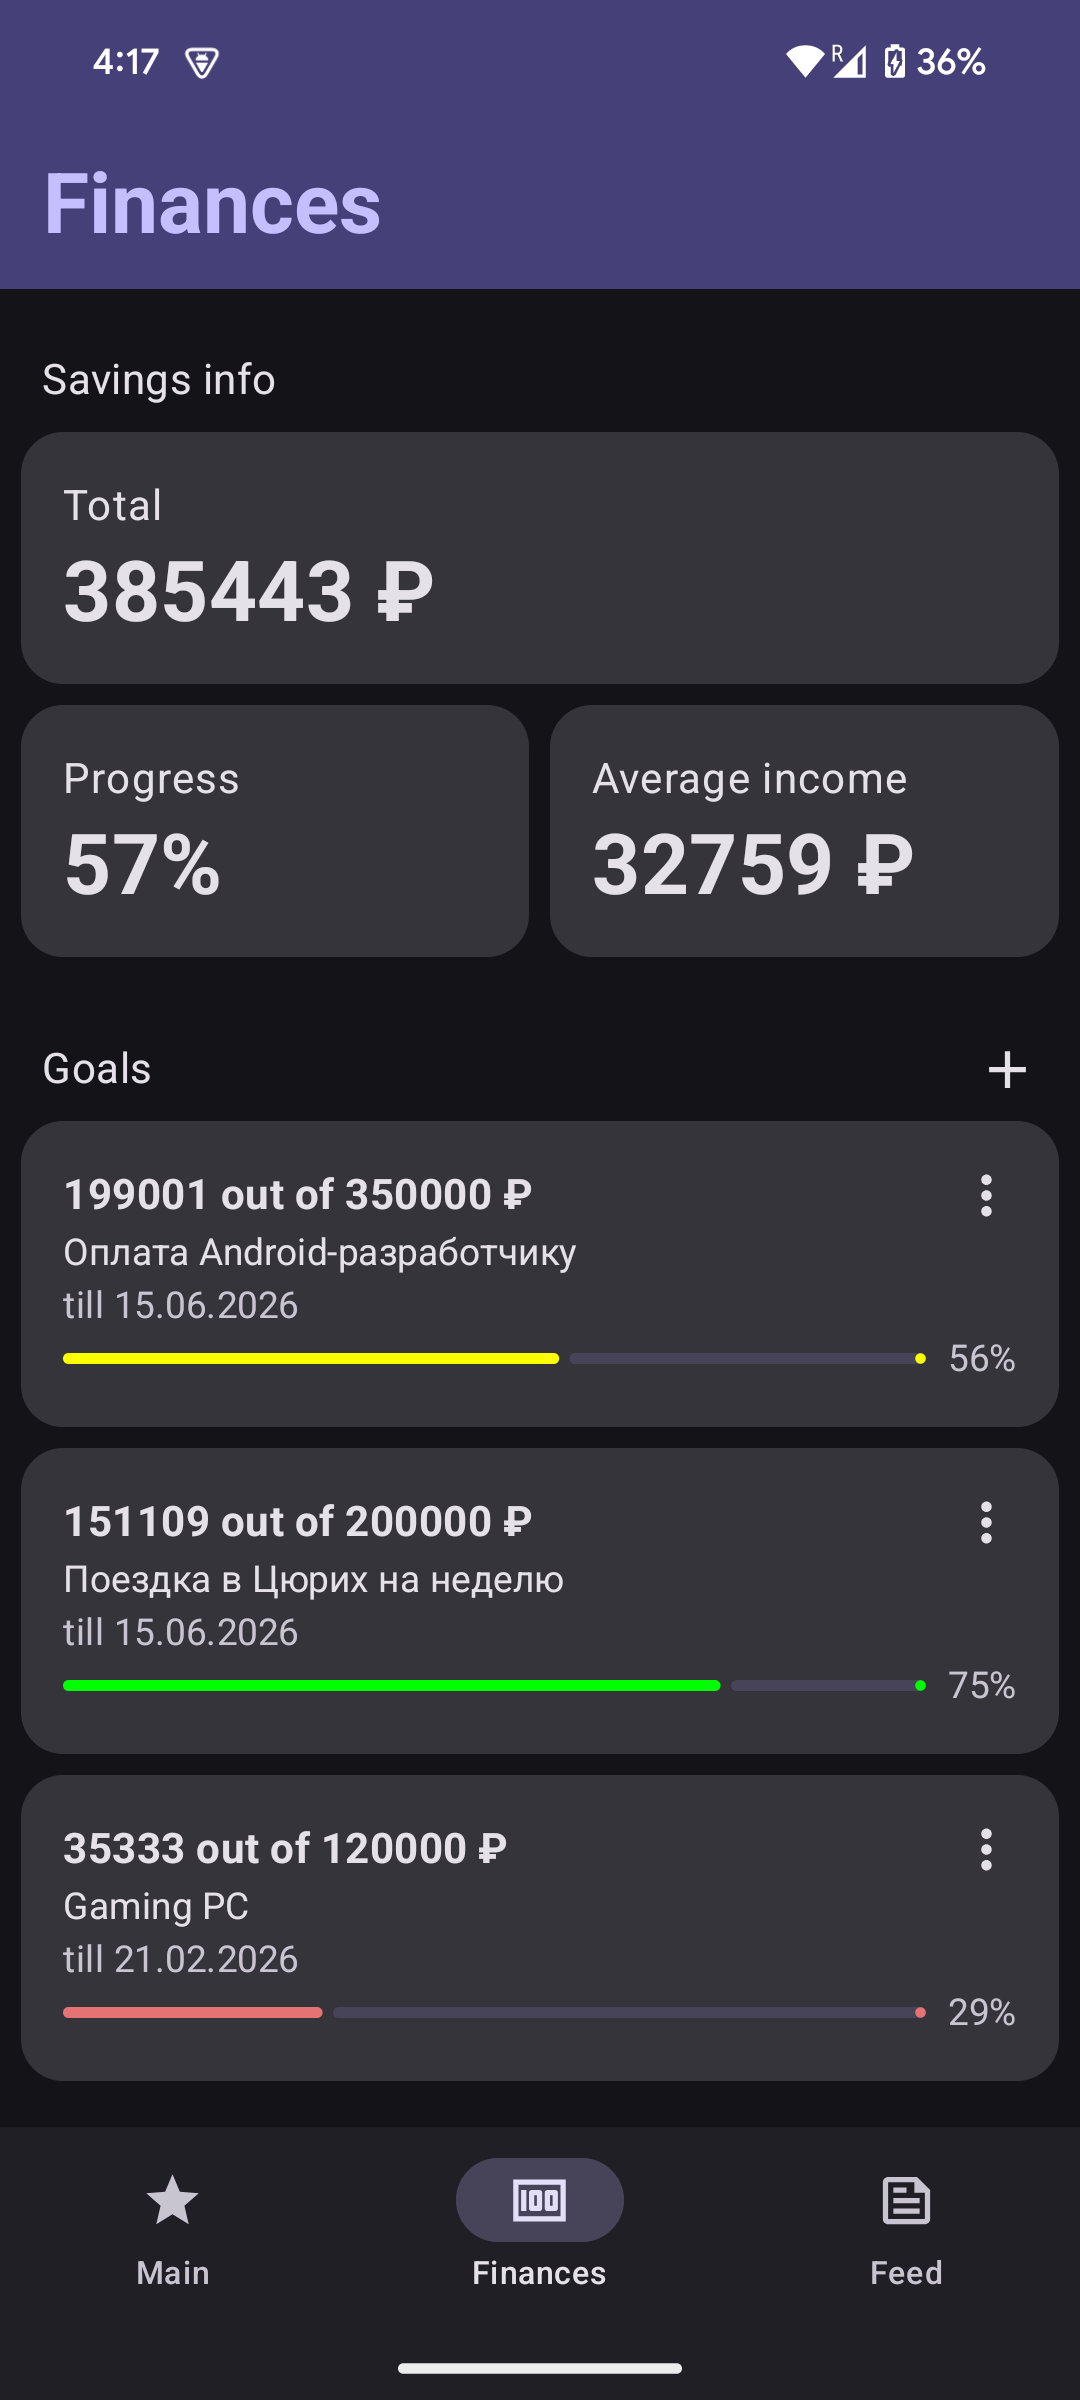 4:17
R 36%
Finances
Savings info
Total
385443 ₽
Progress
57%
Average income
32759 ₽
Goals
199001 out of 350000 ₽
Оплата Android-разработчику
till 15.06.2026
56%
151109 out of 200000 ₽
Поездка в Цюрих на неделю
till 15.06.2026
75%
35333 out of 120000 ₽
Gaming PC
till 21.02.2026
29%
Main
Finances
Feed